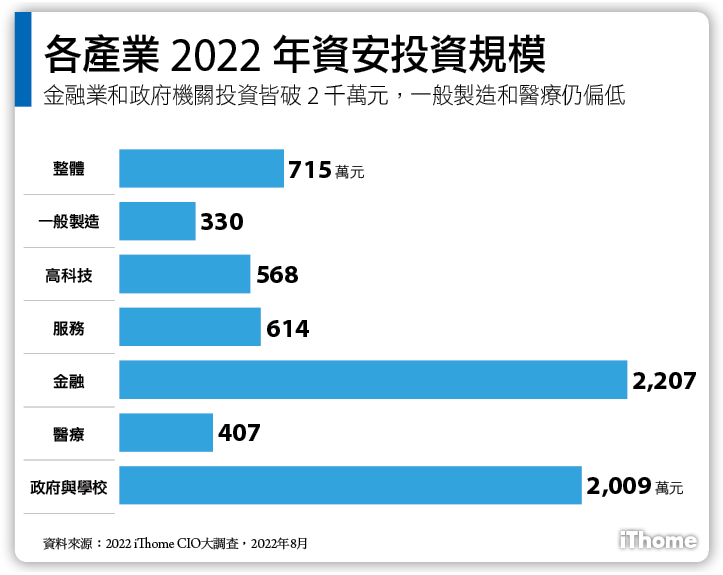 各產業 2022 年資安投資規模
金融業和政府機關投資皆破 2 千萬元，一般製造和醫療仍偏低
整體 715 萬元
一般製造 330
高科技 568
服務 614
金融 2,207
醫療 407
政府與學校 2,009 萬元
資料來源：2022 iThome CIO大調查，2022年8月
iThome